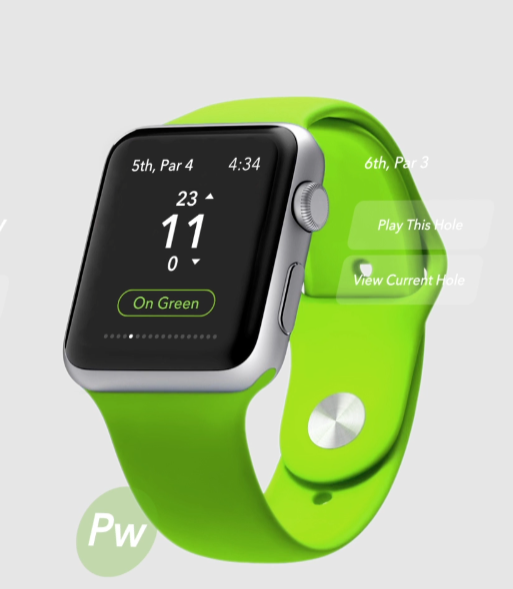 5th, Par 4 4:34
23
11
0
On Green
6th, Par 3
Play This Hole
View Current Hole
Pw